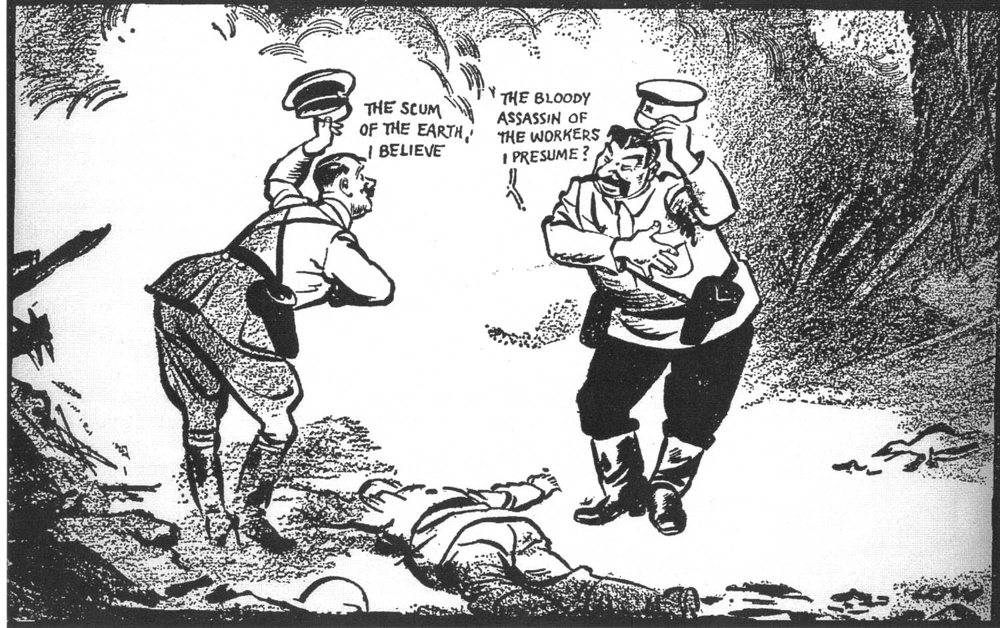 THE SCUM
OF THE EARTH,
I BELIEVE
THE BLOODY
ASSASSIN OF
THE WORKERS
I PRESUME?